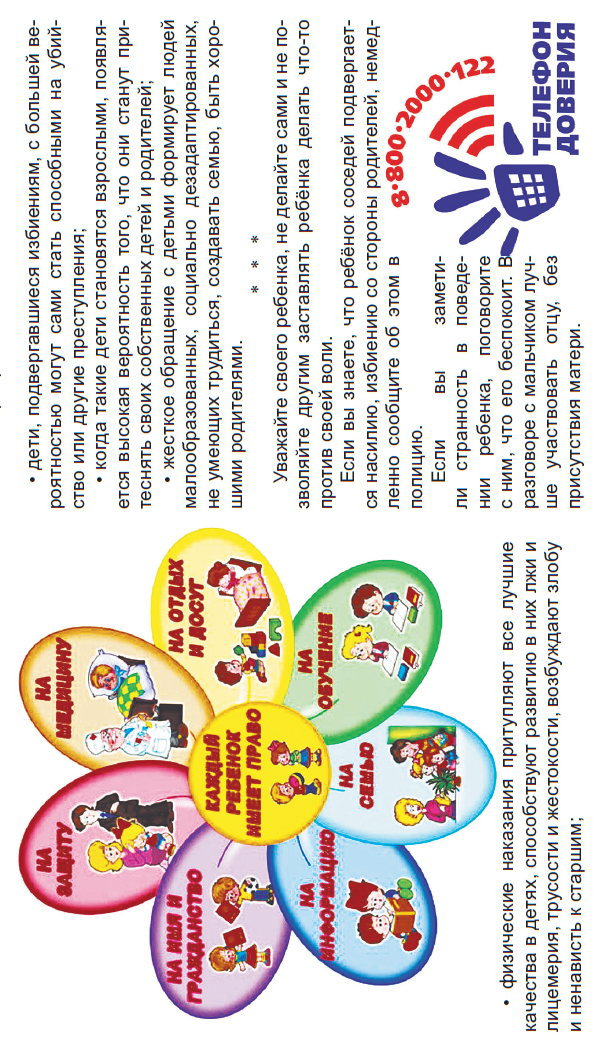 КАЖДЫЙ
РЕБЕНОК
ИМЕЕТ ПРАВО
НА ИМЯ И
ГРАЖДАНСТВО
НА
ЗАЩИТУ
НА
МЕДИЦИНУ
НА ОТДЫХ
И ДОСУГ
НА
ОБУЧЕНИЕ
НА
СЕМЬЮ
НА
ИНФОРМАЦИЮ
• физические наказания притупляют все лучшие
качества в детях, способствуют развитию в них лжи и
лицемерия, трусости и жестокости, возбуждают злобу
и ненависть к старшим;
• дети, подвергавшиеся избиениям, с большей ве-
роятностью могут сами стать способными на убий-
ство или другие преступления;
• когда такие дети становятся взрослыми, появля-
ется высокая вероятность того, что они станут при-
теснять своих собственных детей и родителей;
• жесткое обращение с детьми формирует людей
малообразованных, социально дезадаптированных,
не умеющих трудиться, создавать семью, быть хоро-
шими родителями.
* * *
Уважайте своего ребенка, не делайте сами и не по-
зволяйте другим заставлять ребёнка делать что-то
против своей воли.
Если вы знаете, что ребёнок соседей подвергает-
ся насилию, избиению со стороны родителей, немед-
ленно сообщите об этом в
полицию.
Если вы замети-
ли странность в поведе-
нии ребенка, поговорите
с ним, что его беспокоит. В
разговоре с мальчиком луч-
ше участвовать отцу, без
присутствия матери.
8·800·2000·122
ТЕЛЕФОН
ДОВЕРИЯ